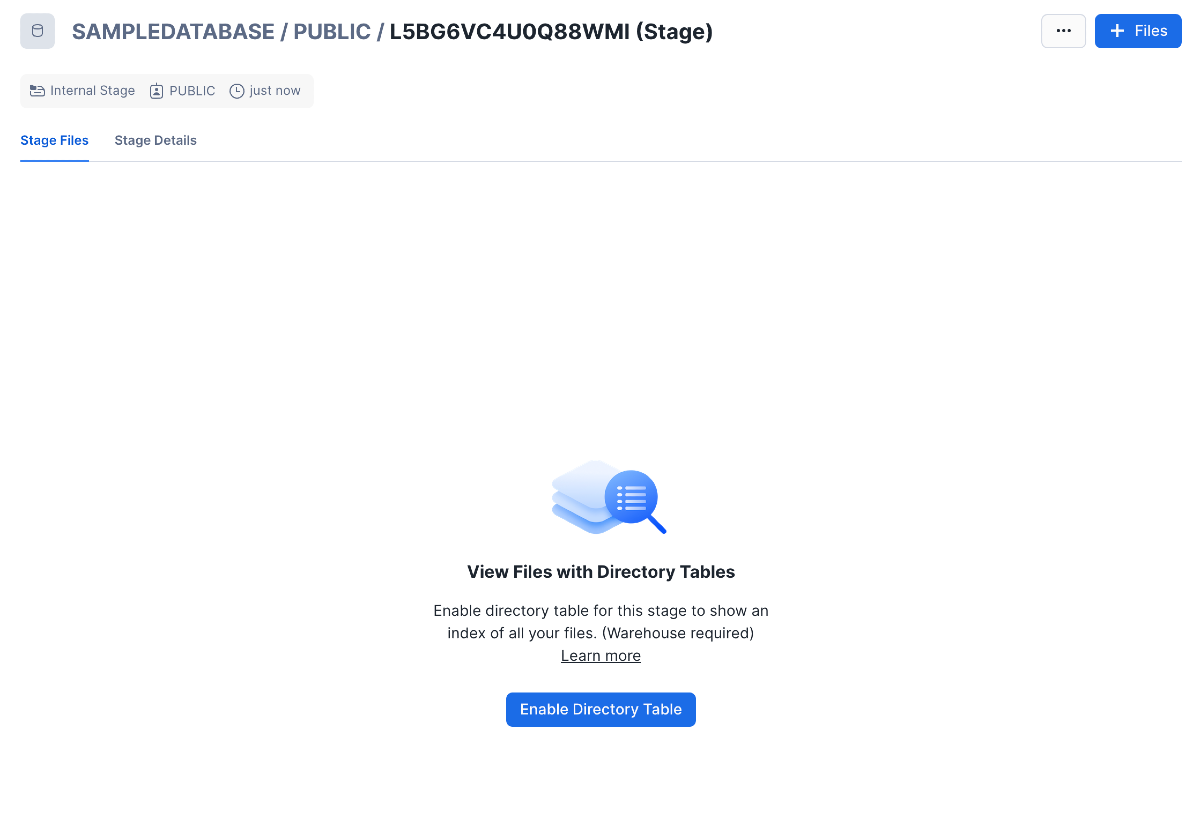 SAMPLEDATABASE / PUBLIC / L5BG6VC4U0Q88WMI (Stage)
Files
Internal Stage PUBLIC just now
Stage Files Stage Details
View Files with Directory Tables
Enable directory table for this stage to show an
index of all your files. (Warehouse required)
Learn more
Enable Directory Table